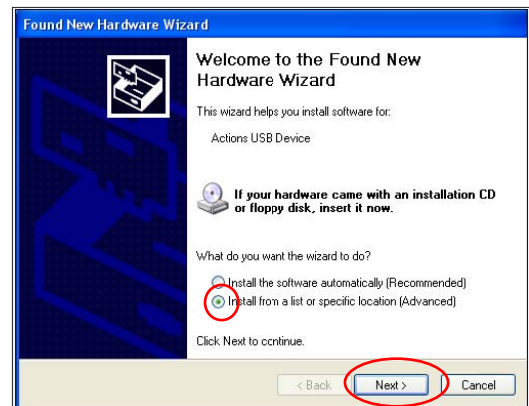 Found New Hardware Wizard
Welcome to the Found New
Hardware Wizard
This wizard helps you install software for:
Actions USB Device
If your hardware came with an installation CD
or floppy disk, insert it now.
What do you want the wizard to do?
Install the software automatically (Recommended)
Install from a list or specific location (Advanced)
Click Next to continue.
< Back
Next >
Cancel